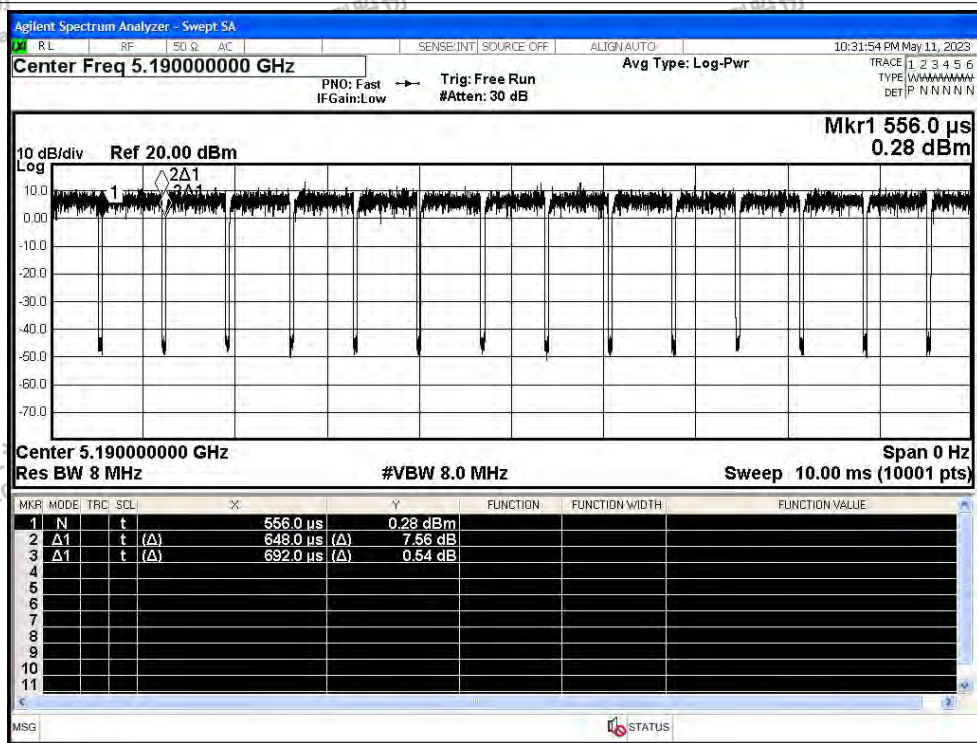 Agilent Spectrum Analyzer - Swept SA
RL RF 50 Ω AC SENSE:INT SOURCE OFF ALIGNAUTO 10:31:54 PM May 11, 2023
Center Freq 5.190000000 GHz
PNO: Fast
IFGain:Low
Trig: Free Run
#Atten: 30 dB
Avg Type: Log-Pwr
TRACE 1 2 3 4 5 6
TYPE W
DET P N N N N N
Mkr1 556.0 µs
0.28 dBm
10 dB/div Ref 20.00 dBm
Log
2Δ1
1 3Δ1
10.0
0.00
-10.0
-20.0
-30.0
-40.0
-50.0
-60.0
-70.0
Center 5.190000000 GHz Span 0 Hz
Res BW 8 MHz #VBW 8.0 MHz Sweep 10.00 ms (10001 pts)
MKR MODE TRC SCL X Y FUNCTION FUNCTION WIDTH FUNCTION VALUE
1 N t 556.0 µs 0.28 dBm
2 Δ1 t (Δ) 648.0 µs (Δ) 7.56 dB
3 Δ1 t (Δ) 692.0 µs (Δ) 0.54 dB
4
5
6
7
8
9
10
11
MSG STATUS